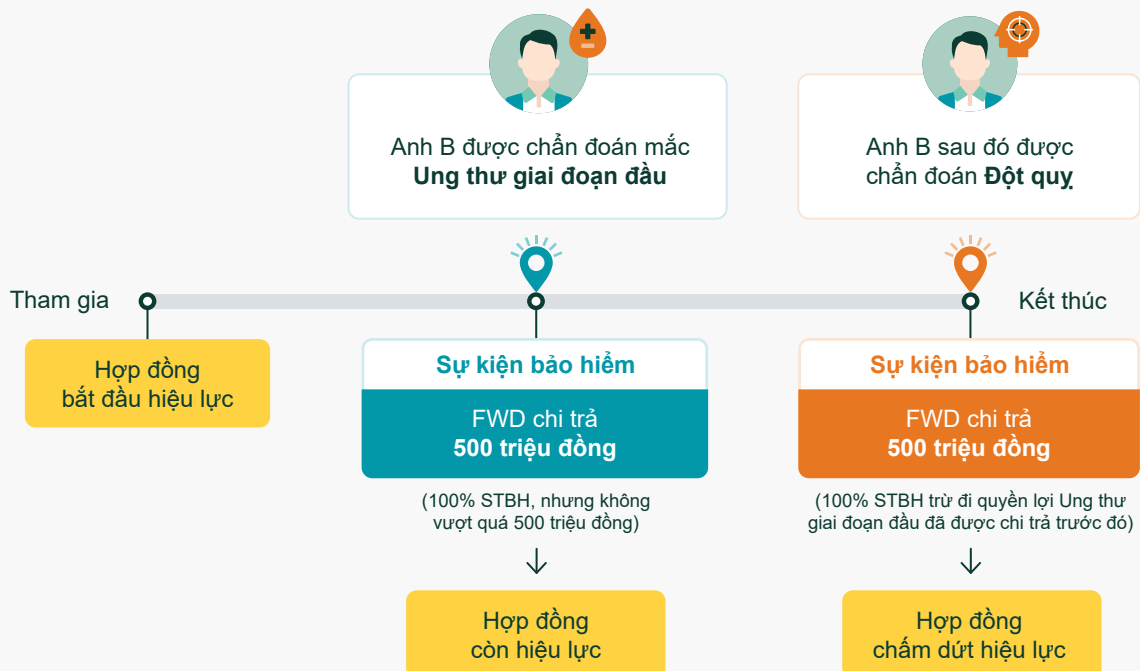 Anh B được chẩn đoán mắc
Ung thư giai đoạn đầu
Anh B sau đó được
chẩn đoán Đột quỵ
Tham gia
Kết thúc
Hợp đồng
bắt đầu hiệu lực
Sự kiện bảo hiểm
FWD chi trả
500 triệu đồng
(100% STBH, nhưng không
vượt quá 500 triệu đồng)
Hợp đồng
còn hiệu lực
Sự kiện bảo hiểm
FWD chi trả
500 triệu đồng
(100% STBH trừ đi quyền lợi Ung thư
giai đoạn đầu đã được chi trả trước đó)
Hợp đồng
chấm dứt hiệu lực